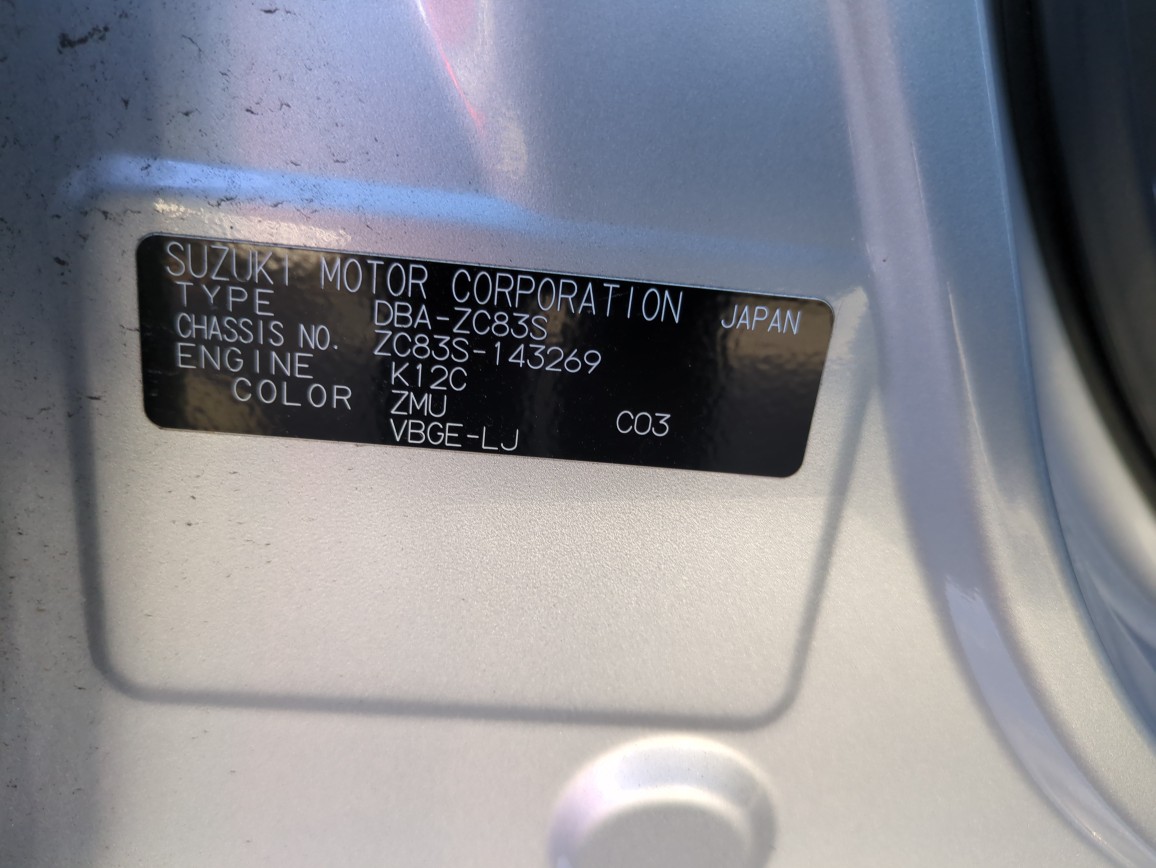 SUZUKI MOTOR CORPORATION JAPAN
TYPE DBA-ZC83S
CHASSIS NO. ZC83S-143269
ENGINE K12C
COLOR ZMU C03
VBGE-LJ